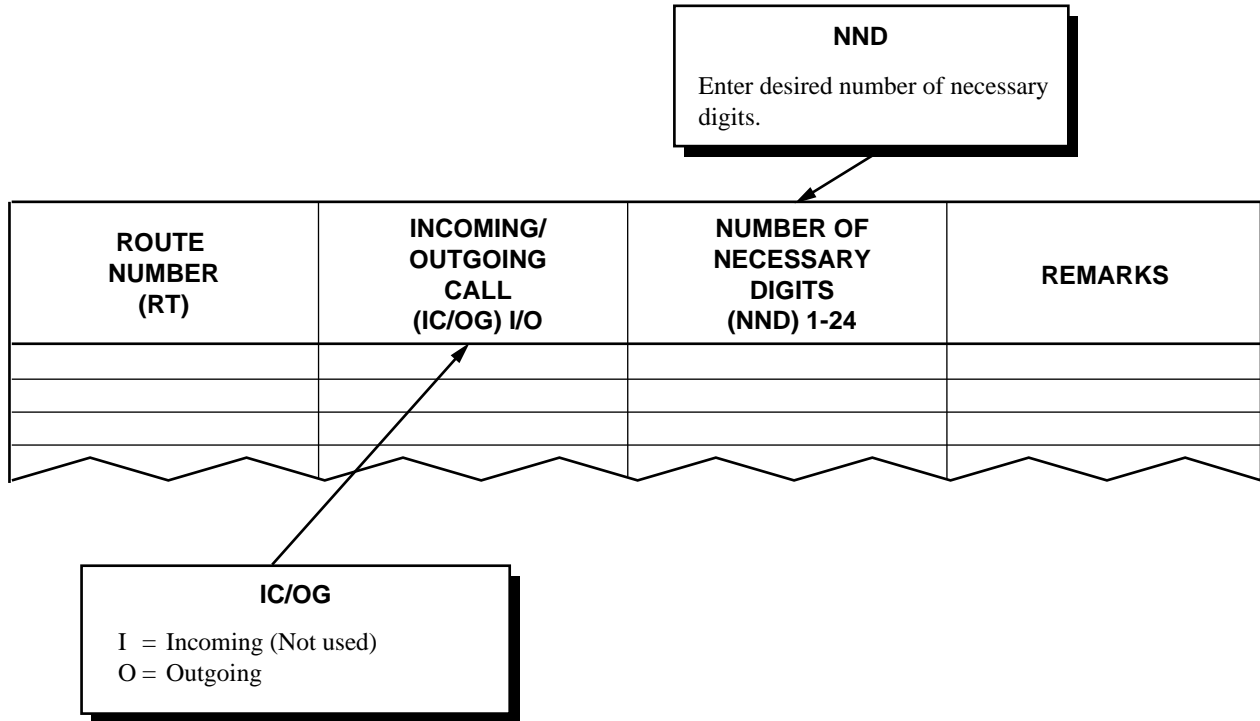 NND
Enter desired number of necessary
digits.
ROUTE
NUMBER
(RT)
INCOMING/
OUTGOING
CALL
(IC/OG) I/O
NUMBER OF
NECESSARY
DIGITS
(NND) 1-24
REMARKS
IC/OG
I = Incoming (Not used)
O = Outgoing